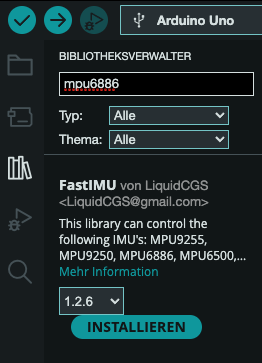 Arduino Uno
BIBLIOTHEKSVERWALTER
mpu6886
Typ: Alle
Thema: Alle
FastIMU von LiquidCGS
<LiquidCGS@gmail.com>
This library can control the
following IMU's: MPU9255,
MPU9250, MPU6886, MPU6500,...
Mehr Information
1.2.6
INSTALLIEREN